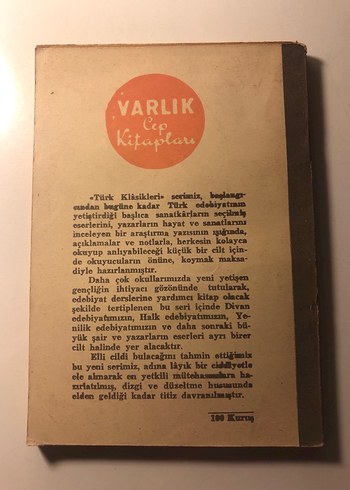 VARLIK
Cep
Kitapları
«Türk Klâsikleri» serimiz, başlangı-
cından bugüne kadar Türk edebiyatının
yetiştirdiği başlıca sanatkârların seçilmiş
eserlerini, yazarların hayat ve sanatlarını
inceleyen bir araştırma yazısının ışığında,
açıklamalar ve notlarla, herkesin kolayca
okuyup anlıyabileceği küçük bir cilt için-
de okuyucuların önüne, koymak maksa-
diyle hazırlanmıştır.
Daha çok okullarımızda yeni yetişen
gençliğin ihtiyacı gözönünde tutularak,
edebiyat derslerine yardımcı kitap olacak
şekilde tertiplenen bu seri içinde Divan
edebiyatımızın, Halk edebiyatımızın, Ye-
nilik edebiyatımızın ve daha sonraki bü-
yük şair ve yazarların eserleri ayrı birer
cilt halinde yer alacaktır.
Elli cildi bulacağını tahmin ettiğimiz
bu yeni serimiz, adına lâyık bir ciddiyetle
ele alınarak en yetkili mütehassıslara ha-
zırlatılmış, dizgi ve düzeltme hususunda
elden geldiği kadar titiz davranılmıştır.
100 Kuruş